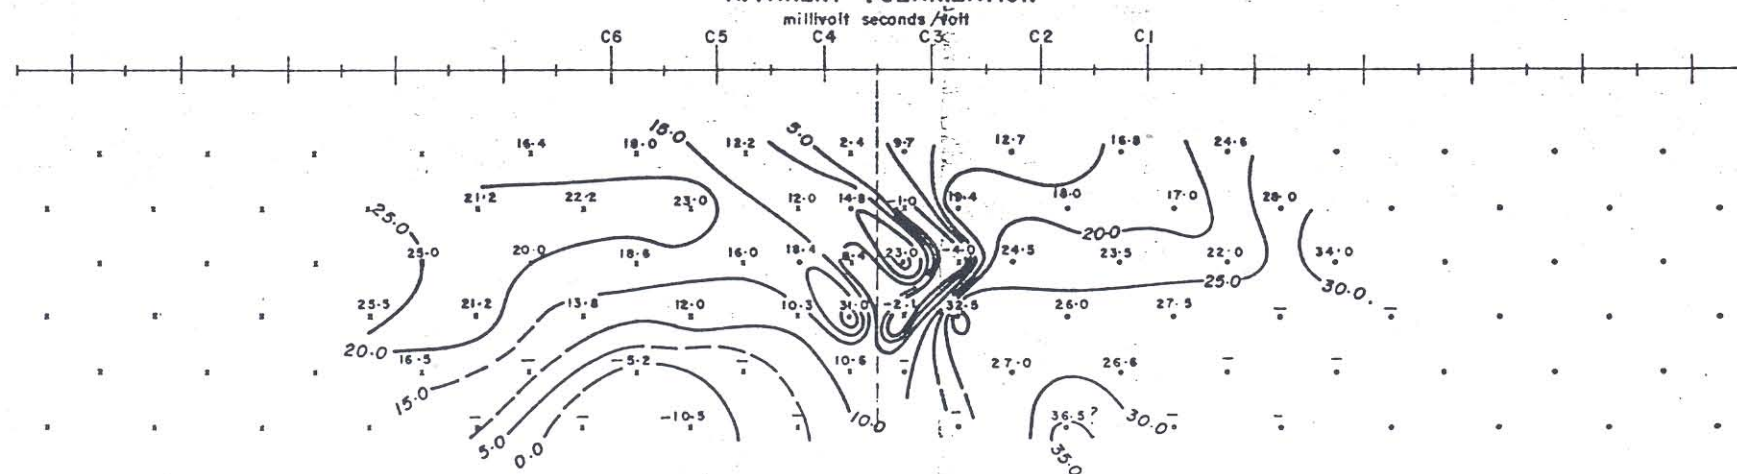 millivolt seconds /volt
C6 C5 C4 C3 C2 C1
15.0 5.0
16.4 18.0 12.2 2.4 9.7 12.7 16.8 24.6
21.2 22.2 23.0 12.0 14.8 -1.0 19.4 18.0 17.0 28.0
25.0 20.0
25.0 20.0 18.6 16.0 18.4 8.4 23.0 -4.0 24.5 23.5 22.0 34.0
25.0 30.0
25.5 21.2 13.8 12.0 10.3 31.0 -2.1 32.5 26.0 27.5 – –
20.0 16.5 – -5.2 – 10.6 – 27.0 26.6
15.0
– – -10.5 – 10.0 – 36.5? 30.0 – –
5.0 0.0 35.0